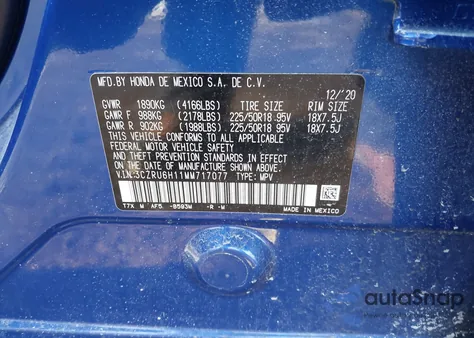 MFD.BY HONDA DE MEXICO S.A. DE C.V. 12/'20
GVWR 1890KG (4166LBS) TIRE SIZE RIM SIZE
GAWR F 988KG (2178LBS) 225/50R18 95V 18X7.5J
GAWR R 902KG (1988LBS) 225/50R18 95V 18X7.5J
THIS VEHICLE CONFORMS TO ALL APPLICABLE
FEDERAL MOTOR VEHICLE SAFETY AND THEFT PREVENTION
STANDARDS IN EFFECT ON THE
DATE OF MANUFACTURE SHOWN ABOVE.
V.I.N:3CZRU6H11MM717077 TYPE: MPV
T7X M AF5 -B593M -R -M
MADE IN MEXICO
autoSnap